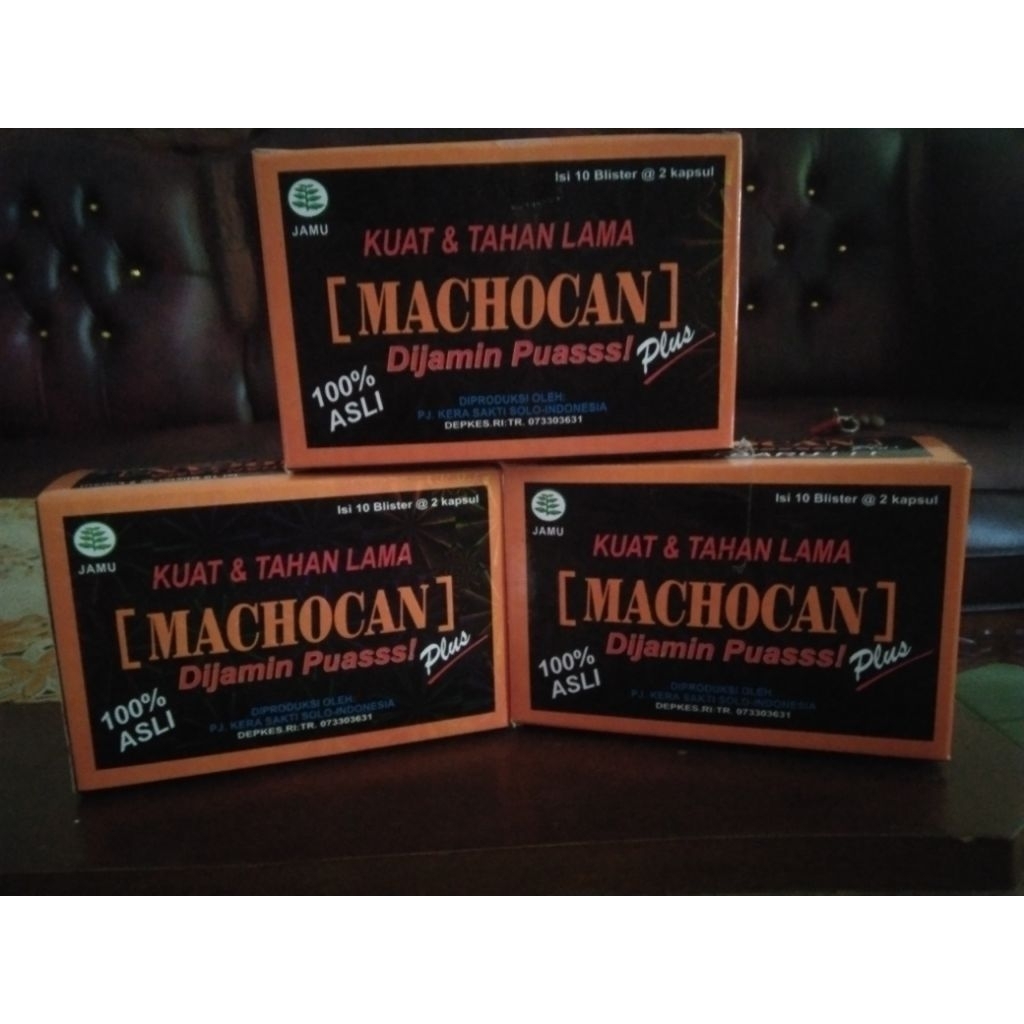 Isi 10 Blister @ 2 kapsul
JAMU
KUAT & TAHAN LAMA
[MACHOCAN]
Dijamin Puasss! Plus
100%
ASLI
DIPRODUKSI OLEH:
PJ. KERA SAKTI SOLO-INDONESIA
DEPKES.RI:TR. 073303631
Isi 10 Blister @ 2 kapsul
JAMU
KUAT & TAHAN LAMA
[MACHOCAN]
Dijamin Puasss! Plus
100%
ASLI
DIPRODUKSI OLEH:
PJ. KERA SAKTI SOLO-INDONESIA
DEPKES.RI:TR. 073303631
Isi 10 Blister @ 2 kapsul
JAMU
KUAT & TAHAN LAMA
[MACHOCAN]
Dijamin Puasss! Plus
100%
ASLI
DIPRODUKSI OLEH:
PJ. KERA SAKTI SOLO-INDONESIA
DEPKES.RI:TR. 073303631